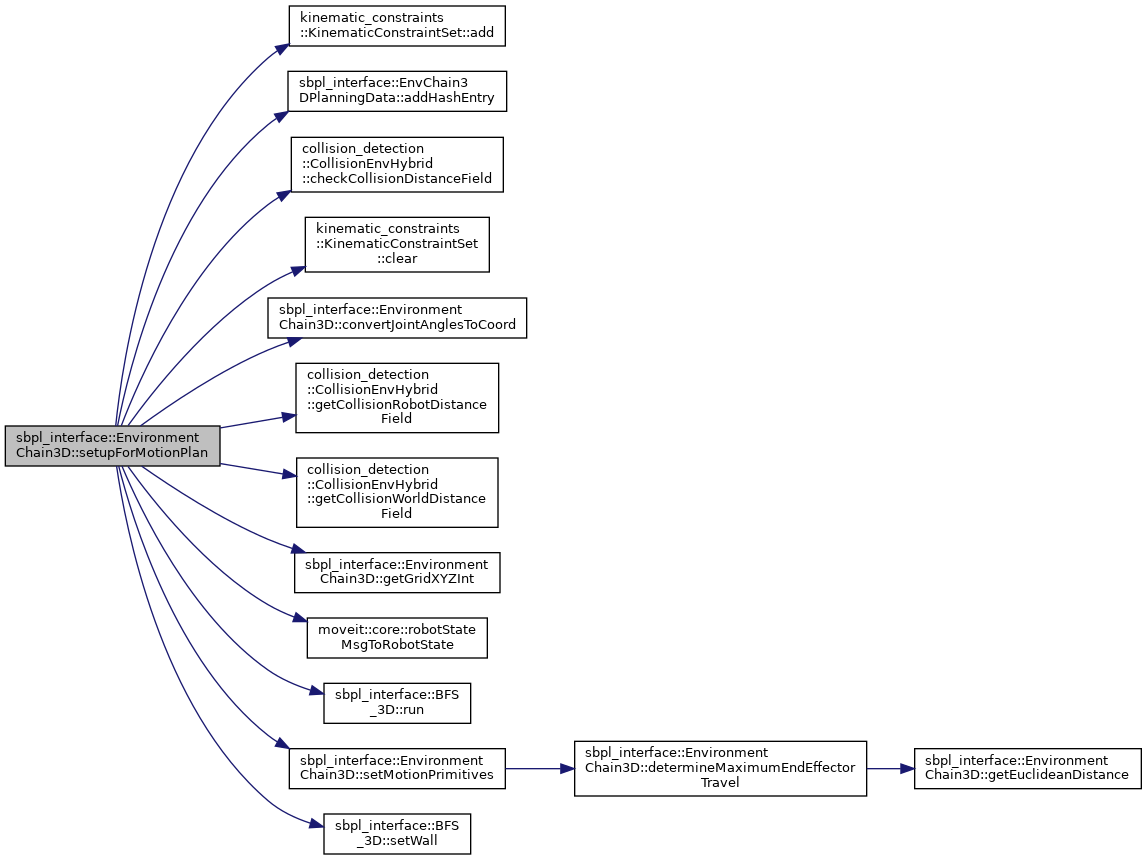 kinematic_constraints
::KinematicConstraintSet::add
sbpl_interface::EnvChain3
DPlanningData::addHashEntry
collision_detection
::CollisionEnvHybrid
::checkCollisionDistanceField
kinematic_constraints
::KinematicConstraintSet
::clear
sbpl_interface::Environment
Chain3D::convertJointAnglesToCoord
collision_detection
::CollisionEnvHybrid
::getCollisionRobotDistance
Field
sbpl_interface::Environment
Chain3D::setupForMotionPlan
collision_detection
::CollisionEnvHybrid
::getCollisionWorldDistance
Field
sbpl_interface::Environment
Chain3D::getGridXYZInt
moveit::core::robotState
MsgToRobotState
sbpl_interface::BFS
_3D::run
sbpl_interface::Environment
Chain3D::setMotionPrimitives
sbpl_interface::Environment
Chain3D::determineMaximumEndEffector
Travel
sbpl_interface::Environment
Chain3D::getEuclideanDistance
sbpl_interface::BFS
_3D::setWall